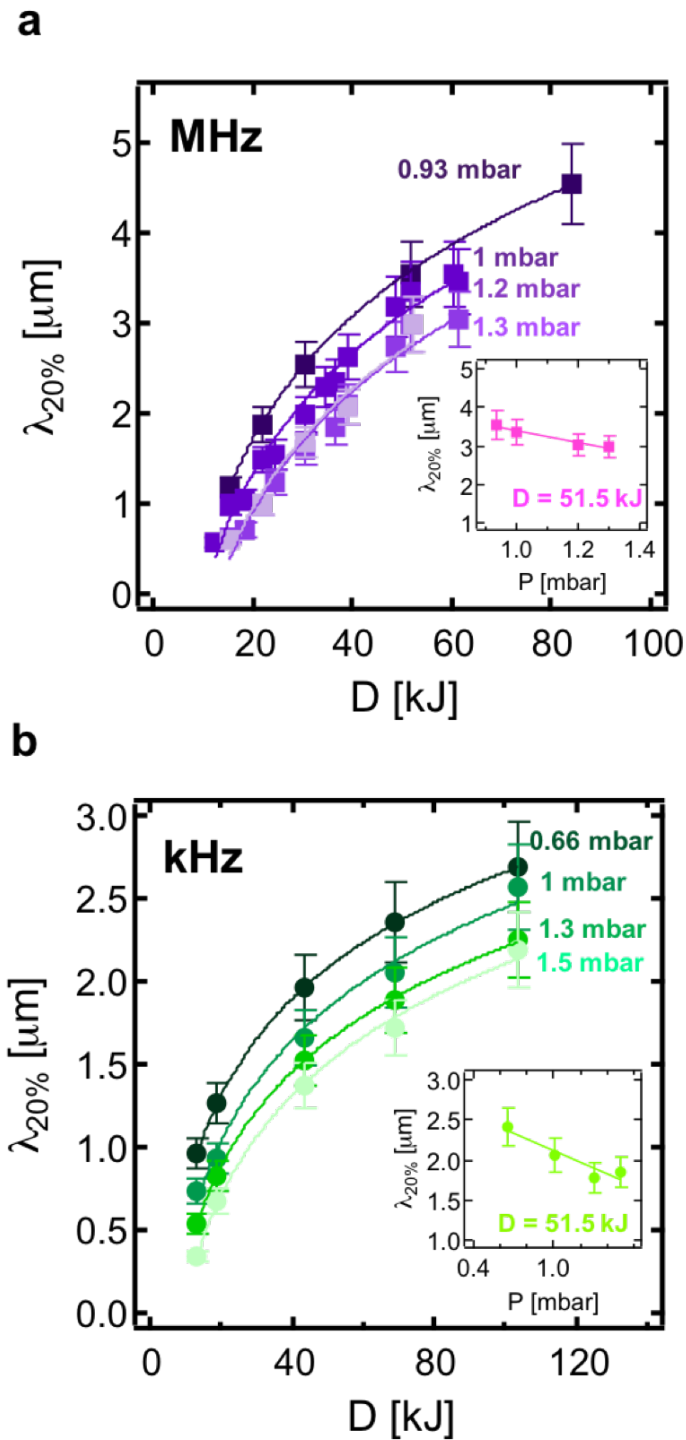 a
MHz
5
4
3
2
1
0
λ20% [μm]
0.93 mbar
1 mbar
1.2 mbar
1.3 mbar
5
4
3
2
1
λ20% [μm]
D = 51.5 kJ
1.0 1.2 1.4
P [mbar]
0 20 40 60 80 100
D [kJ]
b
kHz
3.0
2.5
2.0
1.5
1.0
0.5
0.0
λ20% [μm]
0.66 mbar
1 mbar
1.3 mbar
1.5 mbar
3.0
2.5
2.0
1.5
1.0
λ20% [μm]
D = 51.5 kJ
0.4 1.0
P [mbar]
0 40 80 120
D [kJ]